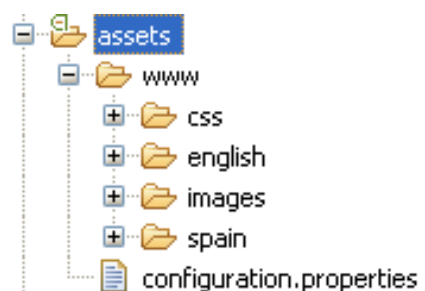 assets
www
css
english
images
spain
configuration.properties